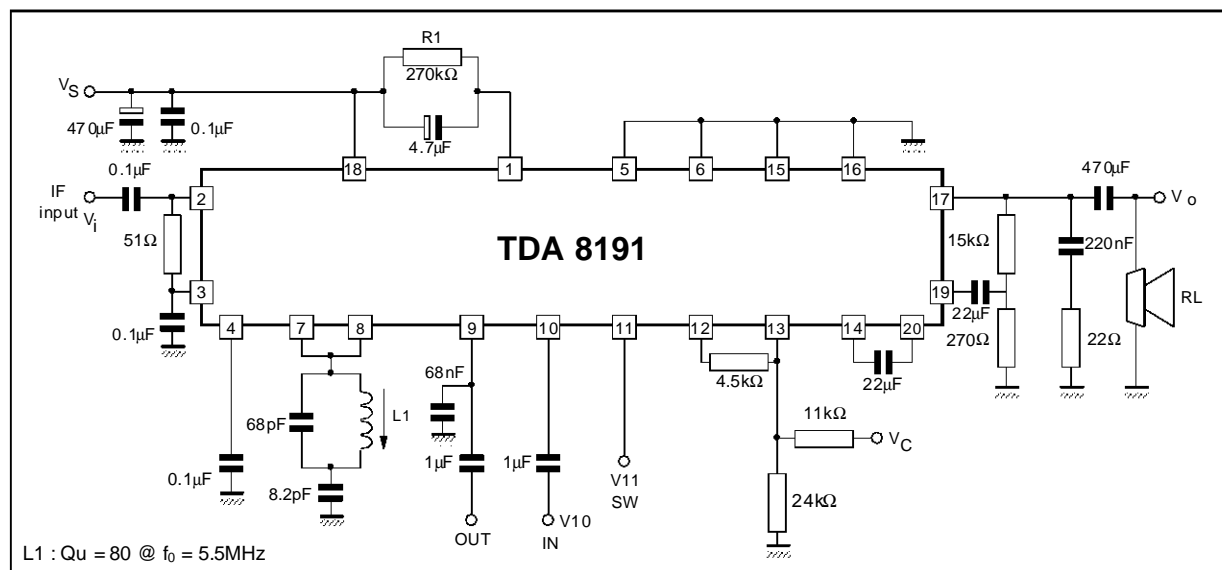 R1
270kΩ
VS
470µF
0.1µF
4.7µF
0.1µF
18
1
5
6
15
16
470µF
IF
input
Vi
2
17
Vo
51Ω
TDA 8191
15kΩ
220nF
3
19
RL
0.1µF
4
7
8
9
10
11
12
13
14
20
22µF
270Ω
22Ω
68nF
4.5kΩ
22µF
68pF
L1
11kΩ
VC
0.1µF
8.2pF
1µF
1µF
V11
SW
24kΩ
V10
OUT
IN
L1 : Qu = 80 @ f0 = 5.5MHz